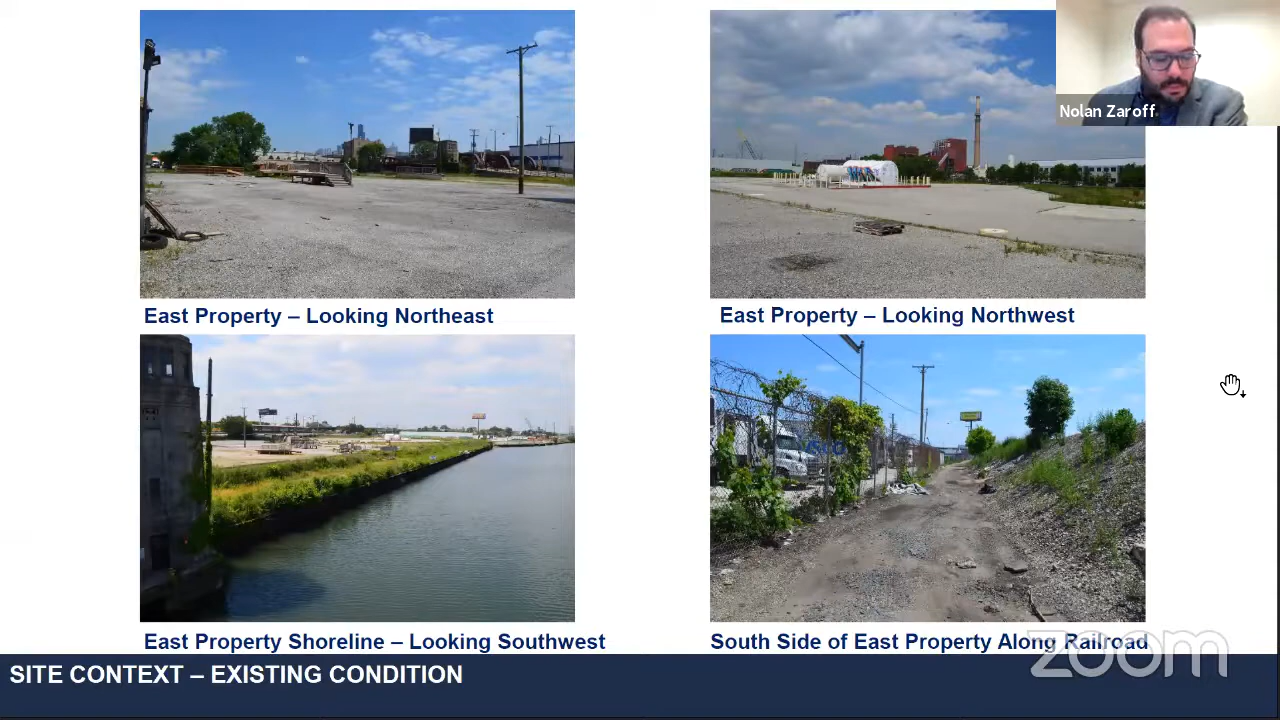 Nolan Zaroff
East Property – Looking Northeast
East Property – Looking Northwest
East Property Shoreline – Looking Southwest
South Side of East Property Along Railroad
SITE CONTEXT – EXISTING CONDITION
zoom